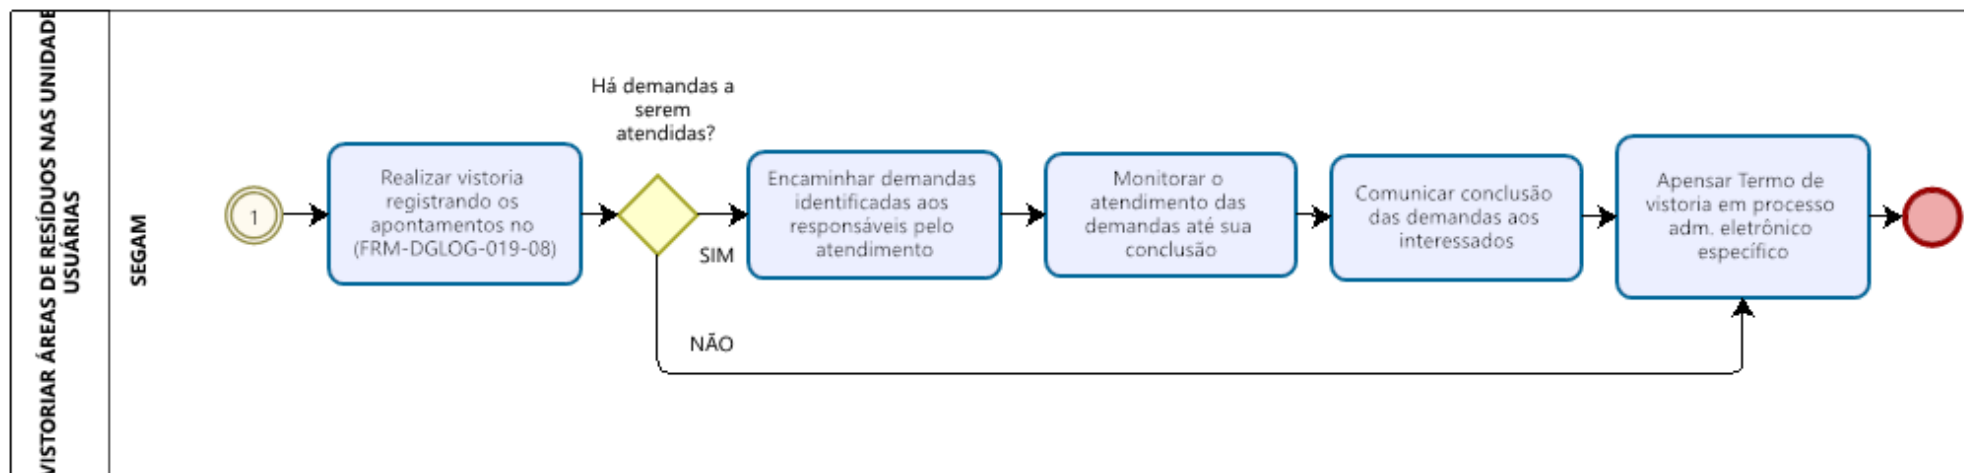 VISTORIAR ÁREAS DE RESÍDUOS NAS UNIDADE
USUÁRIAS
SEGAM
1
Realizar vistoria
registrando os
apontamentos no
(FRM-DGLOG-019-08)
Há demandas a
serem
atendidas?
SIM
NÃO
Encaminhar demandas
identificadas aos
responsáveis pelo
atendimento
Monitorar o
atendimento das
demandas até sua
conclusão
Comunicar conclusão
das demandas aos
interessados
Apensar Termo de
vistoria em processo
adm. eletrônico
específico